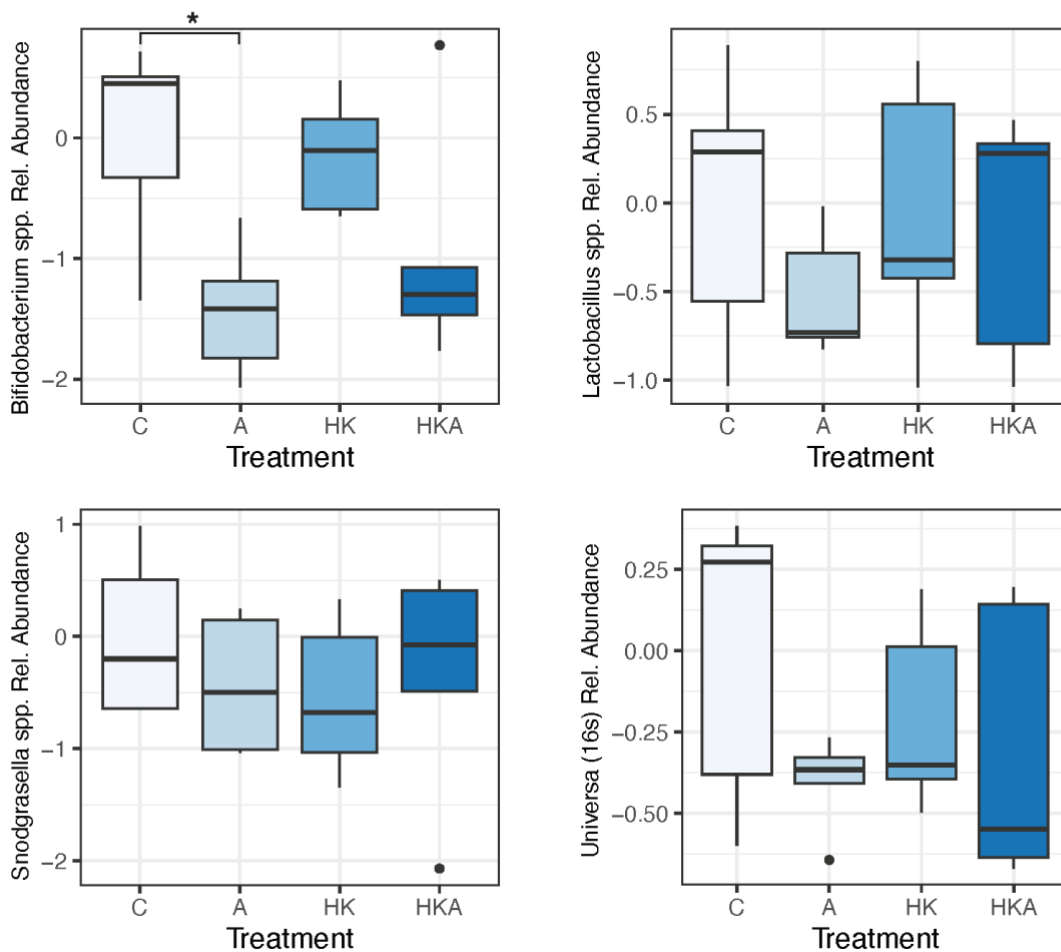 *
Bifidobacterium spp. Rel. Abundance
0
−1
−2
C A HK HKA
Treatment
Lactobacillus spp. Rel. Abundance
0.5
0.0
−0.5
−1.0
C A HK HKA
Treatment
Snodgrasella spp. Rel. Abundance
1
0
−1
−2
C A HK HKA
Treatment
Universa (16s) Rel. Abundance
0.25
0.00
−0.25
−0.50
C A HK HKA
Treatment